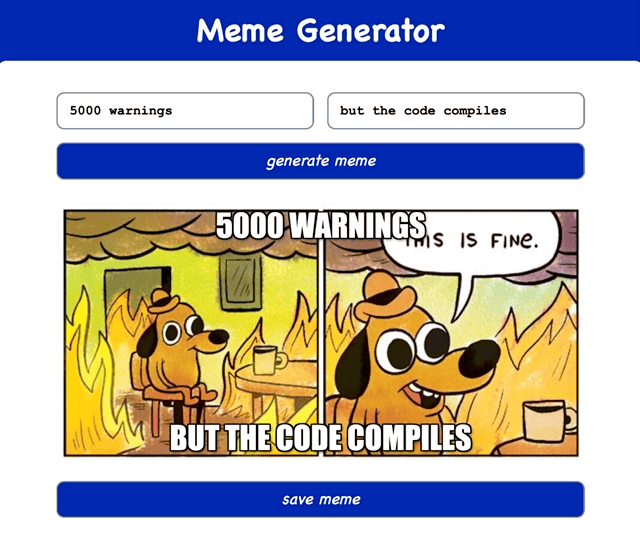 Meme Generator
5000 warnings
but the code compiles
generate meme
5000 WARNINGS
THIS IS FINE.
BUT THE CODE COMPILES
save meme